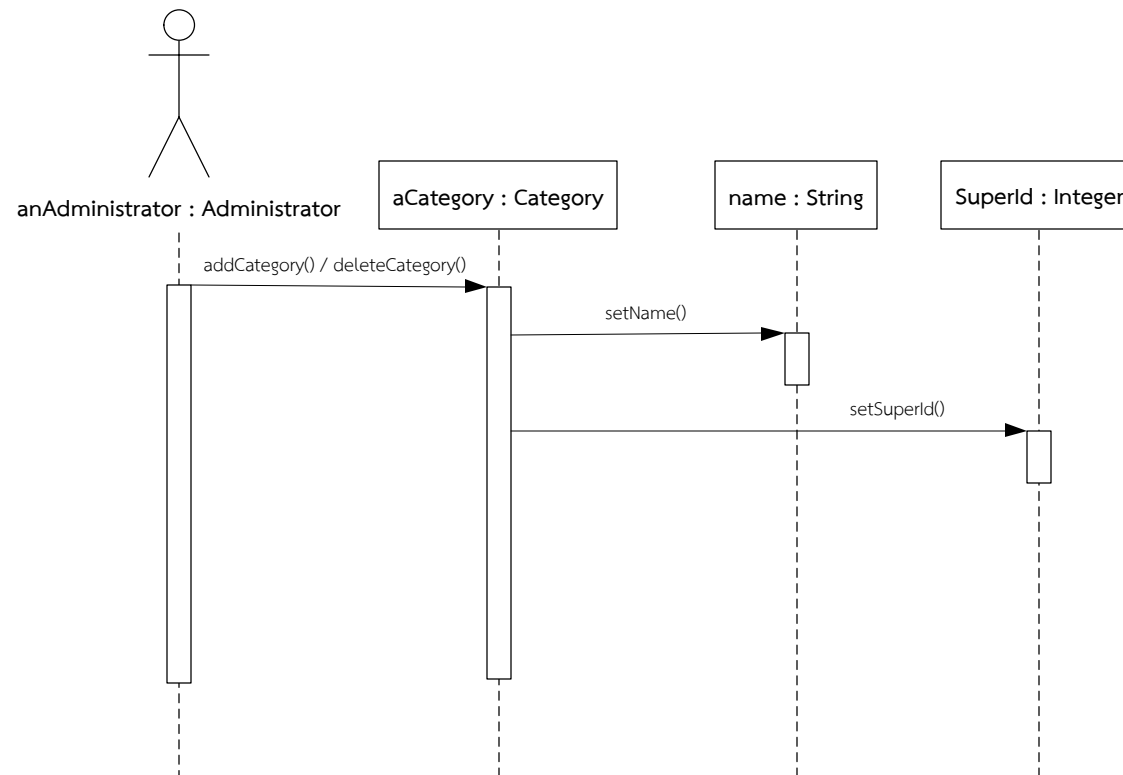 anAdministrator : Administrator
aCategory : Category
name : String
SuperId : Integer
addCategory() / deleteCategory()
setName()
setSuperId()